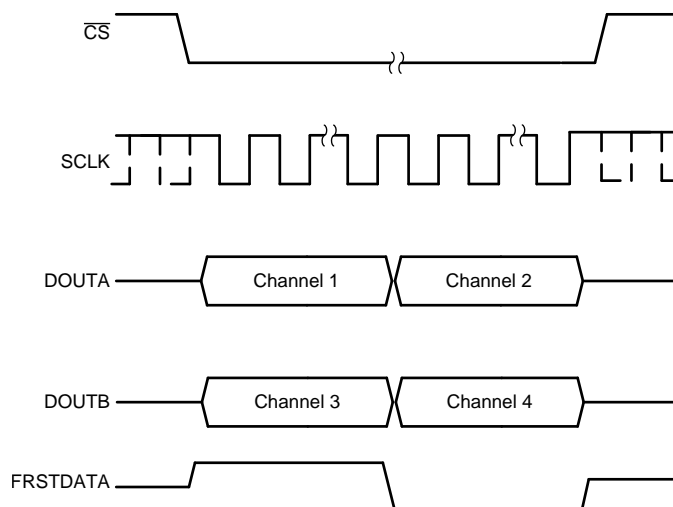 CS
SCLK
DOUTA
Channel 1
Channel 2
DOUTB
Channel 3
Channel 4
FRSTDATA